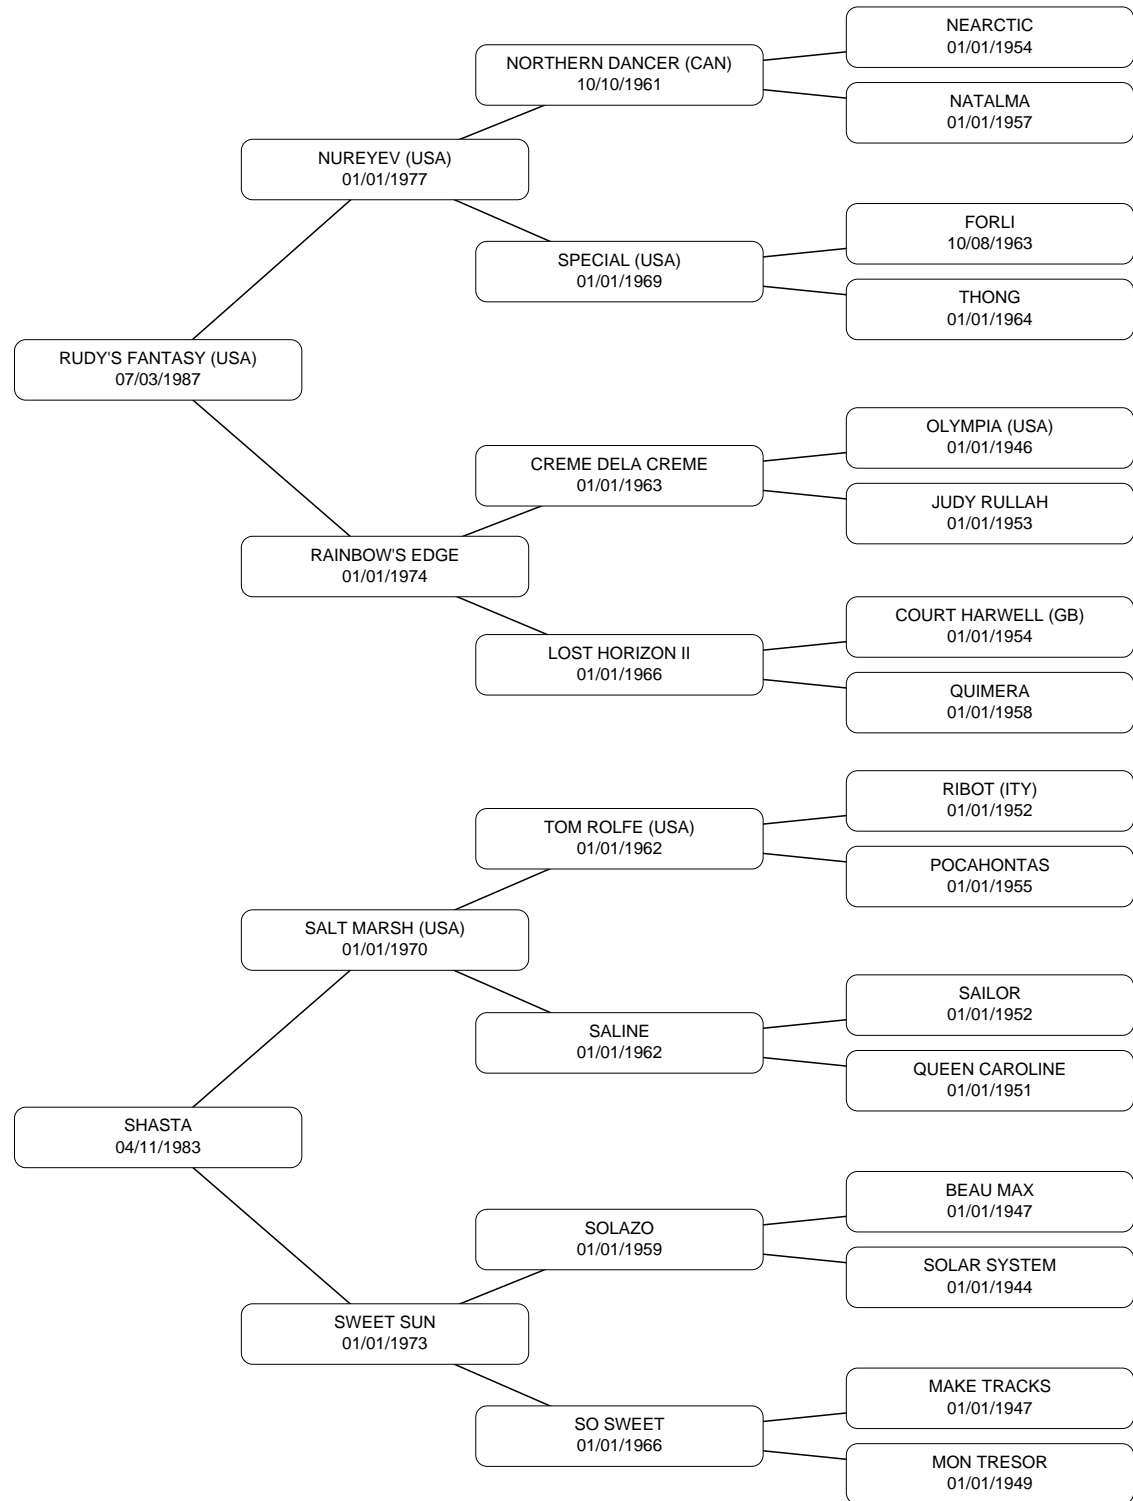 NEARCTIC
01/01/1954
NORTHERN DANCER (CAN)
10/10/1961
NATALMA
01/01/1957
NUREYEV (USA)
01/01/1977
FORLI
10/08/1963
SPECIAL (USA)
01/01/1969
THONG
01/01/1964
RUDY'S FANTASY (USA)
07/03/1987
OLYMPIA (USA)
01/01/1946
CREME DELA CREME
01/01/1963
JUDY RULLAH
01/01/1953
RAINBOW'S EDGE
01/01/1974
COURT HARWELL (GB)
01/01/1954
LOST HORIZON II
01/01/1966
QUIMERA
01/01/1958
RIBOT (ITY)
01/01/1952
TOM ROLFE (USA)
01/01/1962
POCAHONTAS
01/01/1955
SALT MARSH (USA)
01/01/1970
SAILOR
01/01/1952
SALINE
01/01/1962
QUEEN CAROLINE
01/01/1951
SHASTA
04/11/1983
BEAU MAX
01/01/1947
SOLAZO
01/01/1959
SOLAR SYSTEM
01/01/1944
SWEET SUN
01/01/1973
MAKE TRACKS
01/01/1947
SO SWEET
01/01/1966
MON TRESOR
01/01/1949